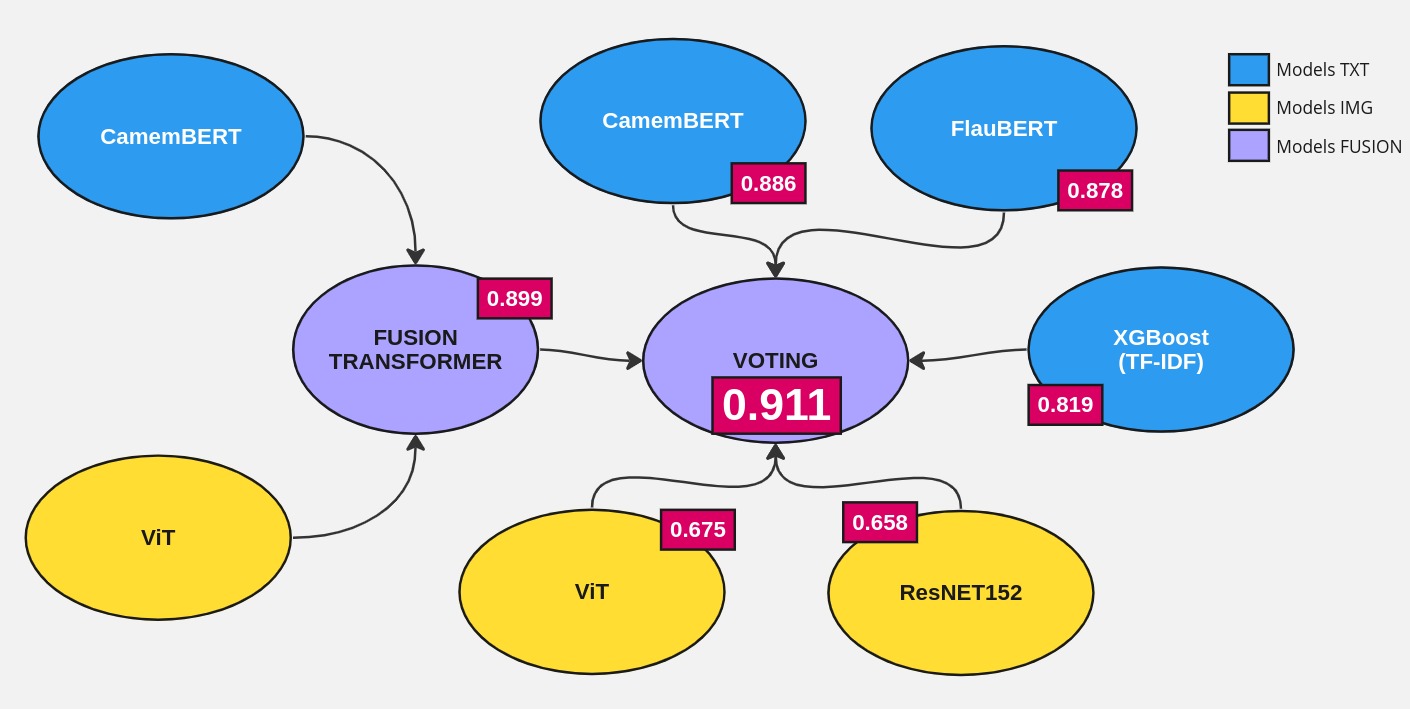 CamemBERT
CamemBERT
0.886
FlauBERT
0.878
Models TXT
Models IMG
Models FUSION
FUSION
TRANSFORMER
0.899
VOTING
0.911
XGBoost
(TF-IDF)
0.819
ViT
ViT
0.675
ResNET152
0.658